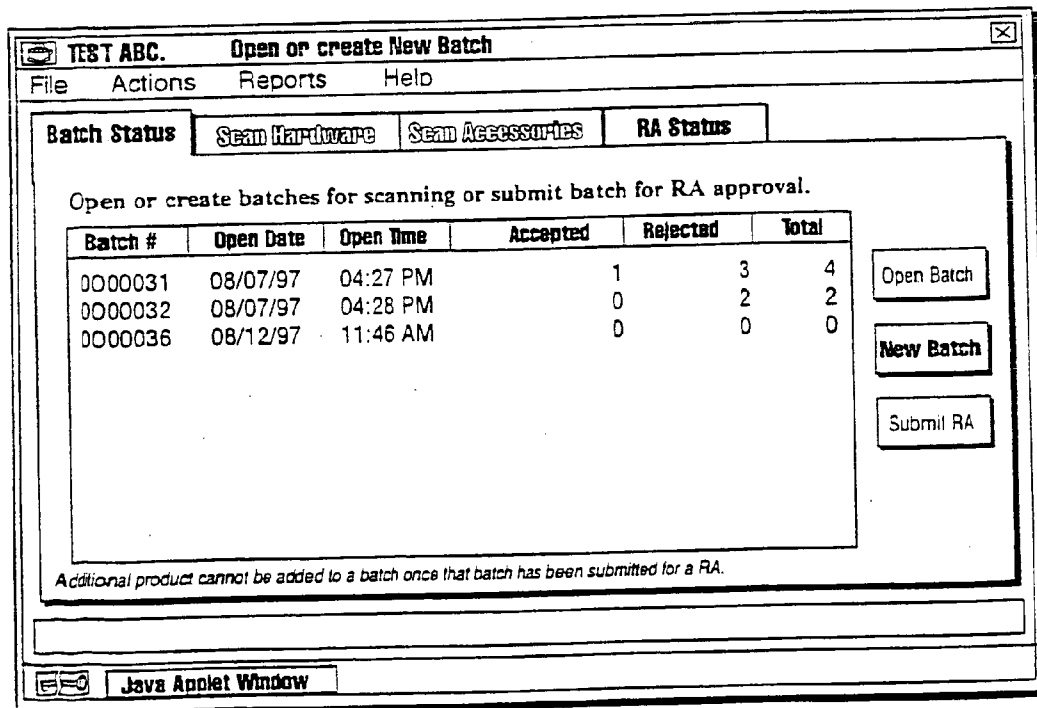 TEST ABC. Open or create New Batch
File Actions Reports Help
Batch Status Scan Hardware Scan Accessories RA Status
Open or create batches for scanning or submit batch for RA approval.
Batch # Open Date Open Time Accepted Rejected Total
0000031 08/07/97 04:27 PM 1 3 4
0000032 08/07/97 04:28 PM 0 2 2
0000036 08/12/97 11:46 AM 0 0 0
Open Batch
New Batch
Submit RA
Additional product cannot be added to a batch once that batch has been submitted for a RA.
Java Applet Window